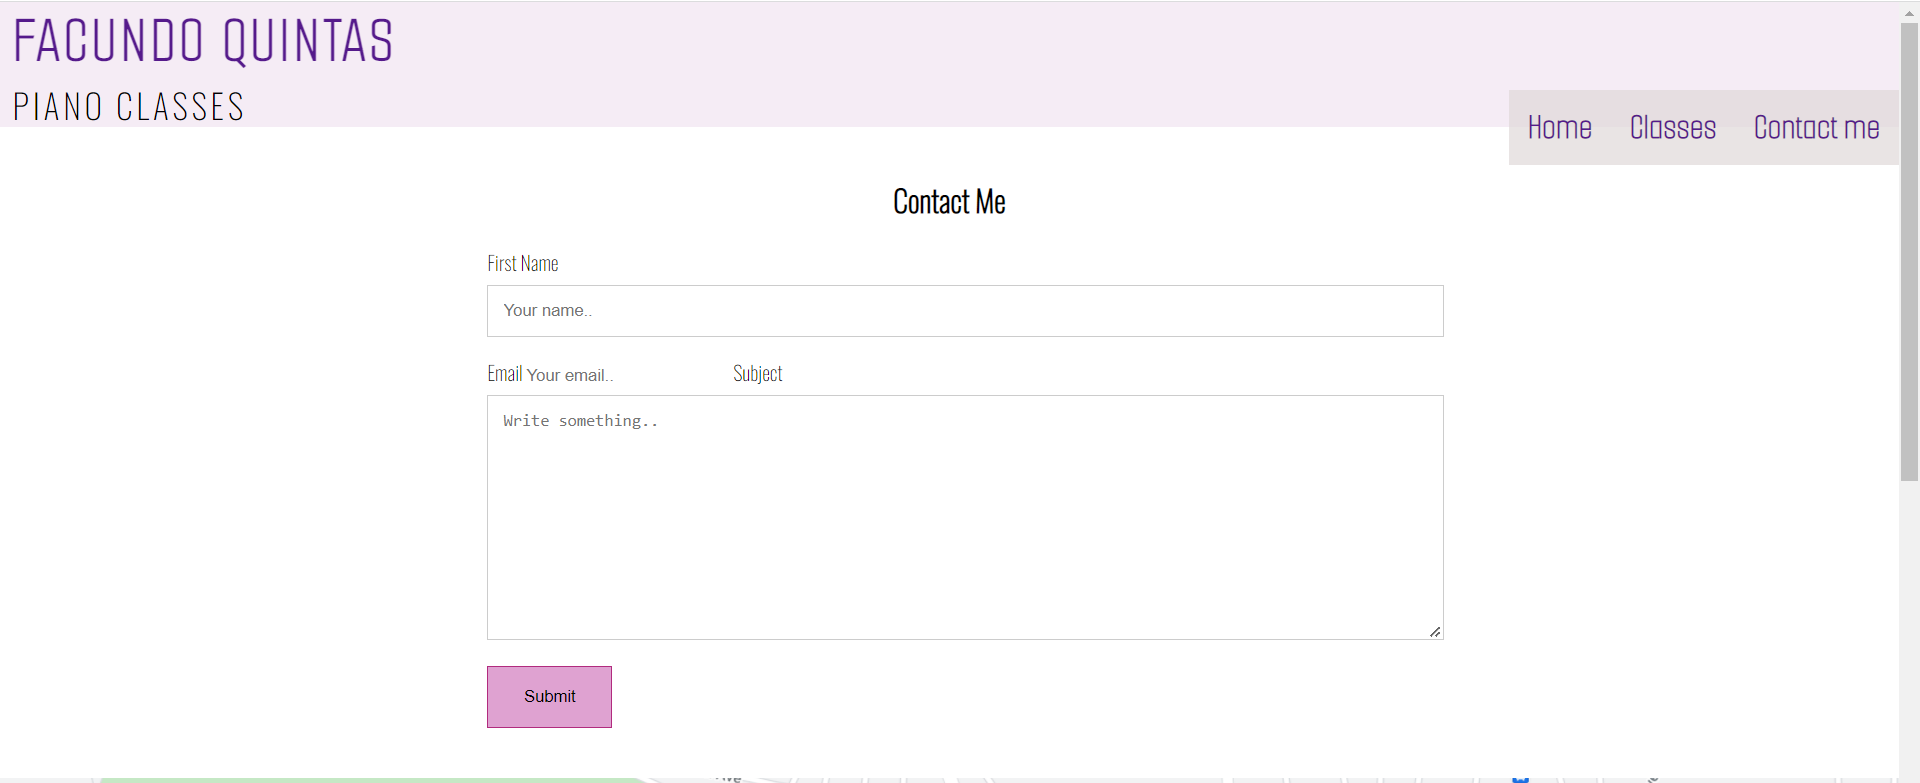 FACUNDO QUINTAS
PIANO CLASSES
Home Classes Contact me
Contact Me
First Name
Your name..
Email Your email.. Subject
Write something..
Submit